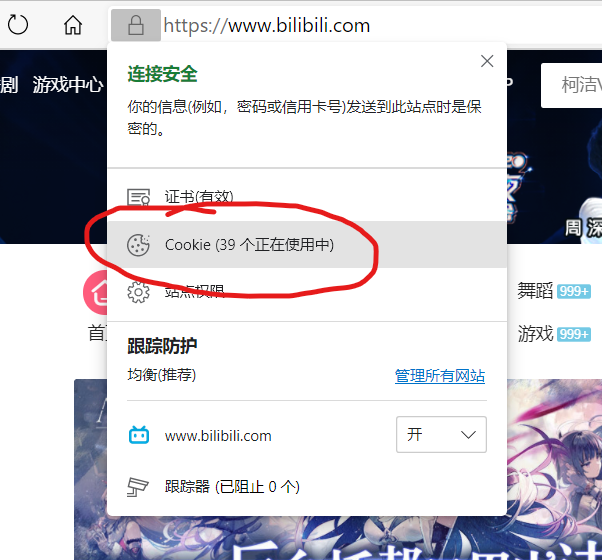 https://www.bilibili.com
剧 游戏中心
连接安全
你的信息(例如，密码或信用卡号)发送到此站点时是保
密的。
柯洁
证书(有效)
Cookie (39 个正在使用中)
周深
站点权限
舞蹈 999+
首
游戏 999+
跟踪防护
均衡(推荐)
管理所有网站
www.bilibili.com
开
跟踪器 (已阻止 0 个)